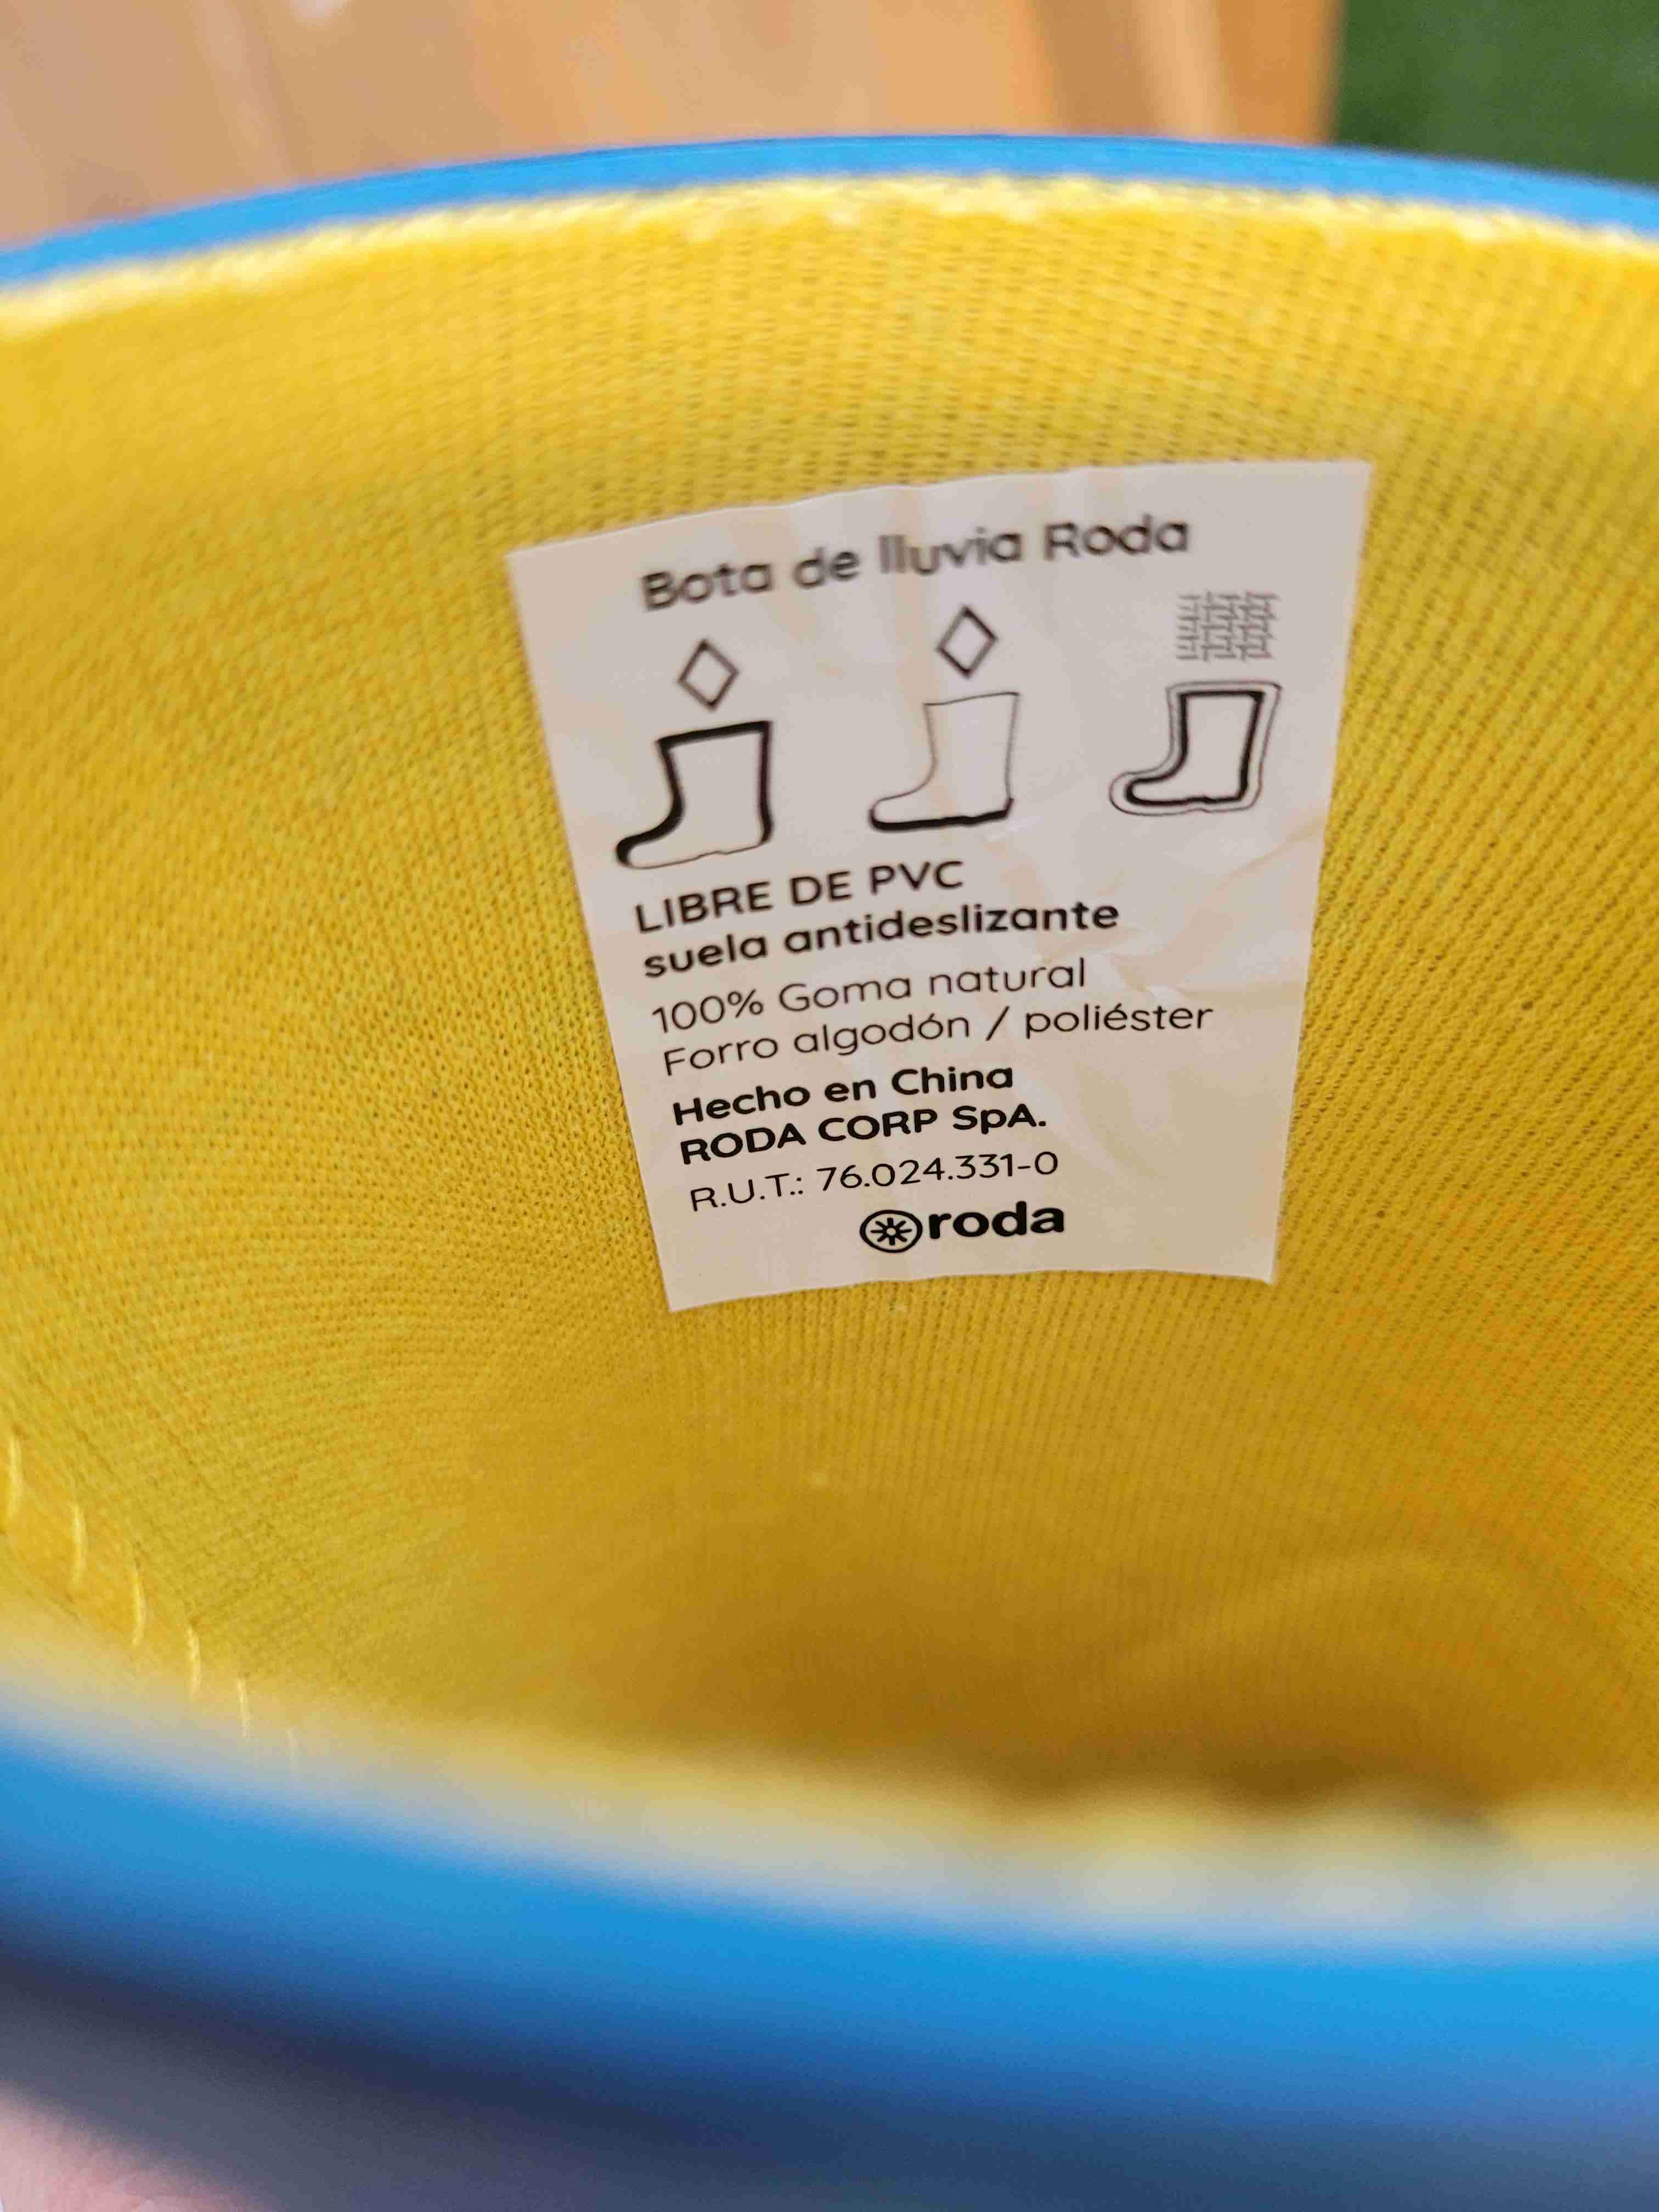 Bota de lluvia Roda
LIBRE DE PVC
suela antideslizante
100% Goma natural
Forro algodón / poliéster
Hecho en China
RODA CORP SpA.
R.U.T.: 76.024.331-0
roda